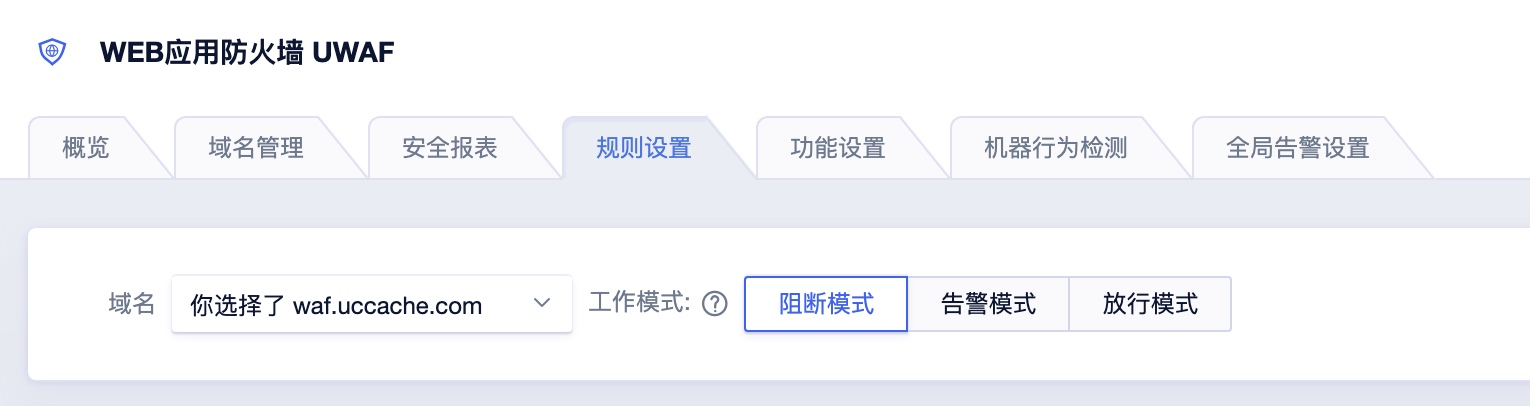 WEB应用防火墙 UWAF
概览 域名管理 安全报表 规则设置 功能设置 机器行为检测 全局告警设置
域名 你选择了 waf.uccache.com 工作模式: ? 阻断模式 告警模式 放行模式